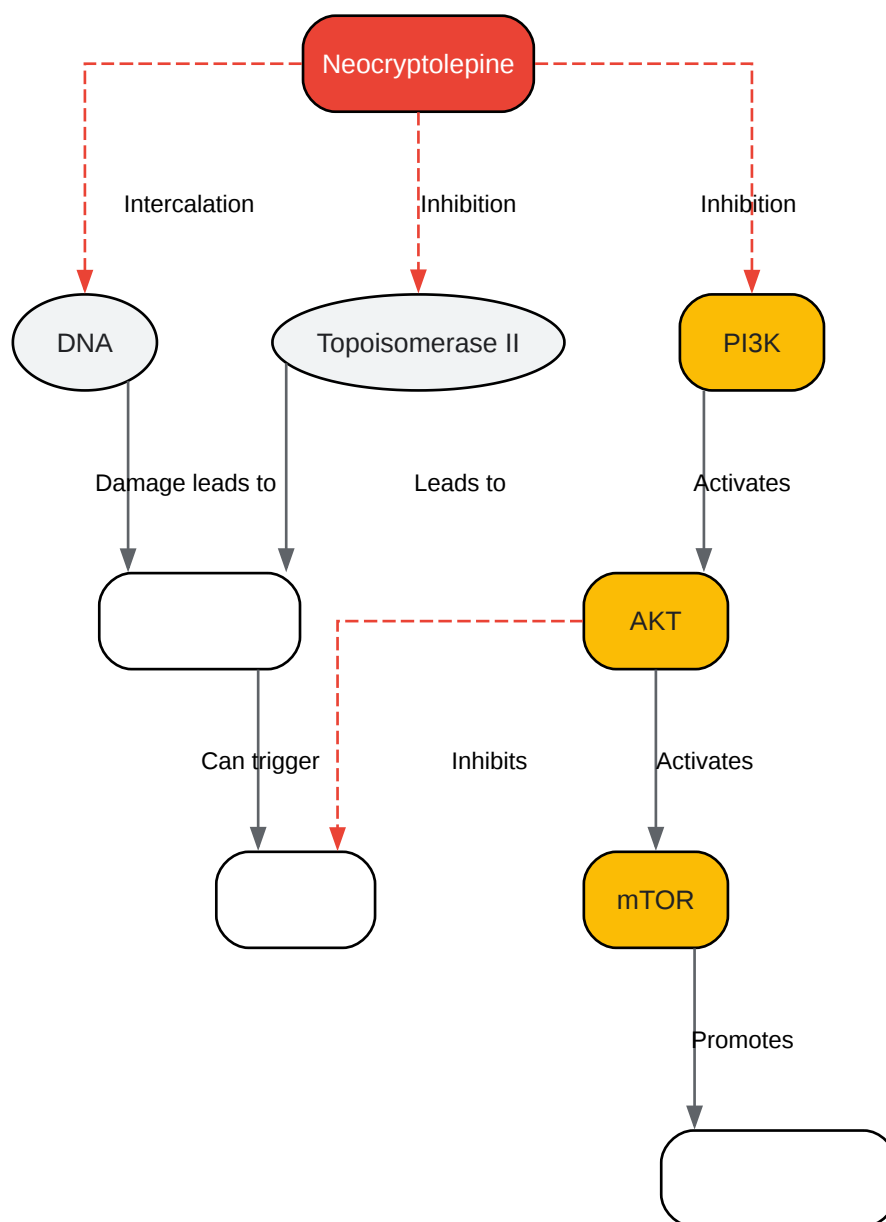 Neocryptolepine
Intercalation
Inhibition
Inhibition
DNA
Topoisomerase II
PI3K
Damage leads to
Leads to
Activates
AKT
Can trigger
Inhibits
Activates
mTOR
Promotes